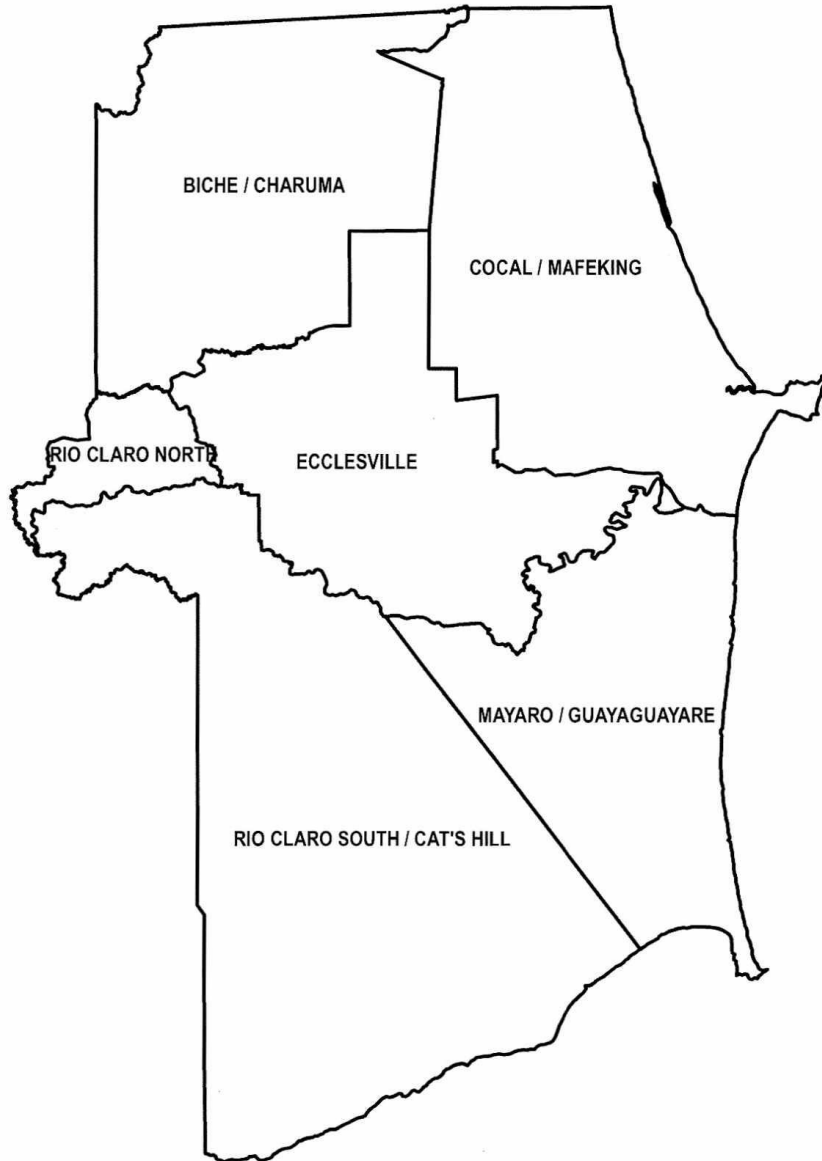 BICHE / CHARUMA
COCAL / MAFEKING
RIO CLARO NORTH
ECCLESVILLE
MAYARO / GUAYAGUAYARE
RIO CLARO SOUTH / CAT'S HILL